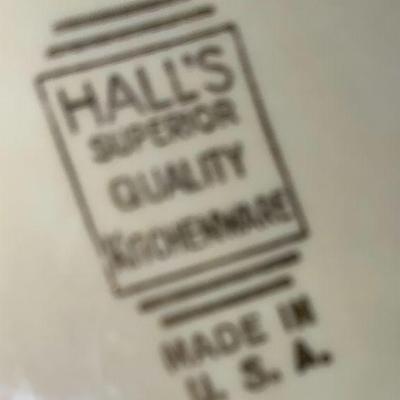 HALL'S
SUPERIOR
QUALITY
KITCHENWARE
MADE IN
U. S. A.